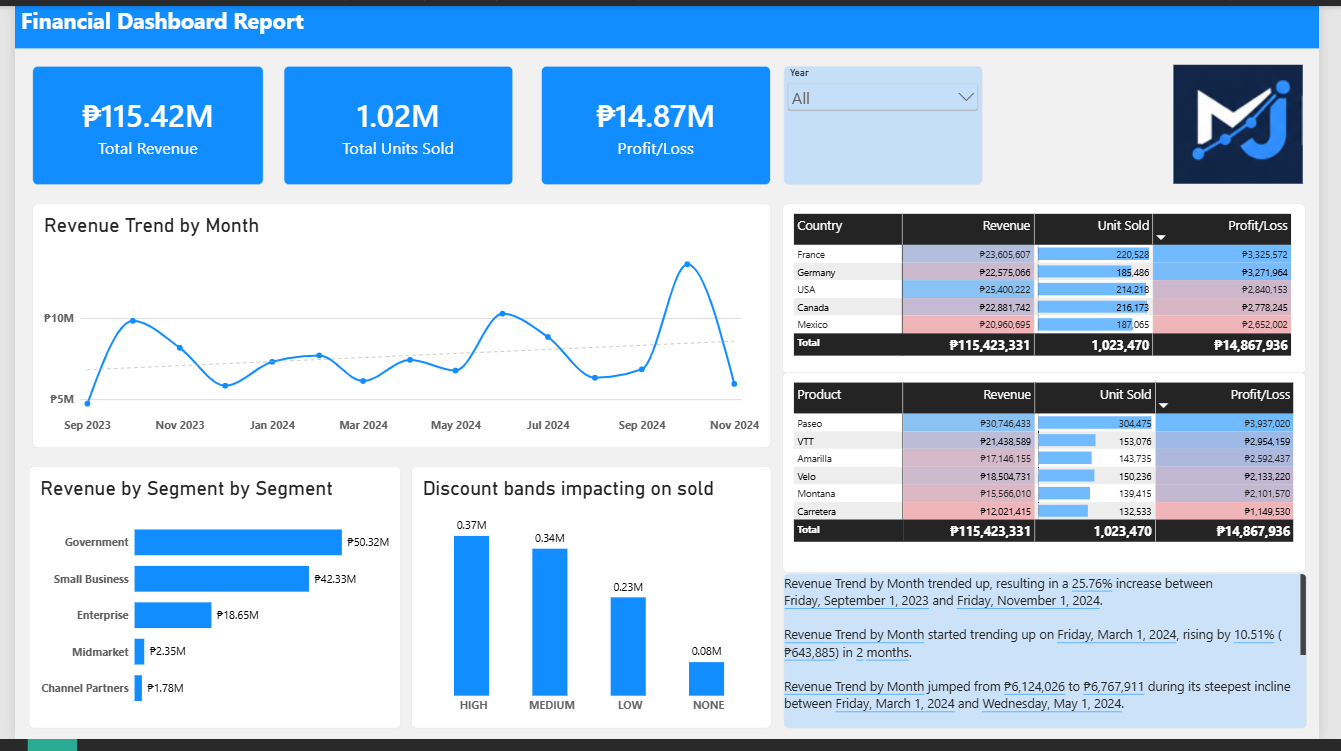 Financial Dashboard Report
₱115.42M
Total Revenue
1.02M
Total Units Sold
₱14.87M
Profit/Loss
Year
All
MJ
Revenue Trend by Month
₱10M
₱5M
Sep 2023 Nov 2023 Jan 2024 Mar 2024 May 2024 Jul 2024 Sep 2024 Nov 2024
Country Revenue Unit Sold Profit/Loss
France ₱23,605,607 220,528 ₱3,325,572
Germany ₱22,575,066 185,486 ₱3,271,964
USA ₱25,400,222 214,218 ₱2,840,153
Canada ₱22,881,742 216,173 ₱2,778,245
Mexico ₱20,960,695 187,065 ₱2,652,002
Total ₱115,423,331 1,023,470 ₱14,867,936
Product Revenue Unit Sold Profit/Loss
Paseo ₱30,746,433 304,475 ₱3,937,020
VTT ₱21,438,589 153,076 ₱2,954,159
Amarilla ₱17,146,155 143,735 ₱2,592,437
Velo ₱18,504,731 150,236 ₱2,133,220
Montana ₱15,566,010 139,415 ₱2,101,570
Carretera ₱12,021,415 132,533 ₱1,149,530
Total ₱115,423,331 1,023,470 ₱14,867,936
Revenue by Segment by Segment
Government ₱50.32M
Small Business ₱42.33M
Enterprise ₱18.65M
Midmarket ₱2.35M
Channel Partners ₱1.78M
Discount bands impacting on sold
0.37M
0.34M
0.23M
0.08M
HIGH MEDIUM LOW NONE
Revenue Trend by Month trended up, resulting in a 25.76% increase between
Friday, September 1, 2023 and Friday, November 1, 2024.
Revenue Trend by Month started trending up on Friday, March 1, 2024, rising by 10.51% (
₱643,885) in 2 months.
Revenue Trend by Month jumped from ₱6,124,026 to ₱6,767,911 during its steepest incline
between Friday, March 1, 2024 and Wednesday, May 1, 2024.